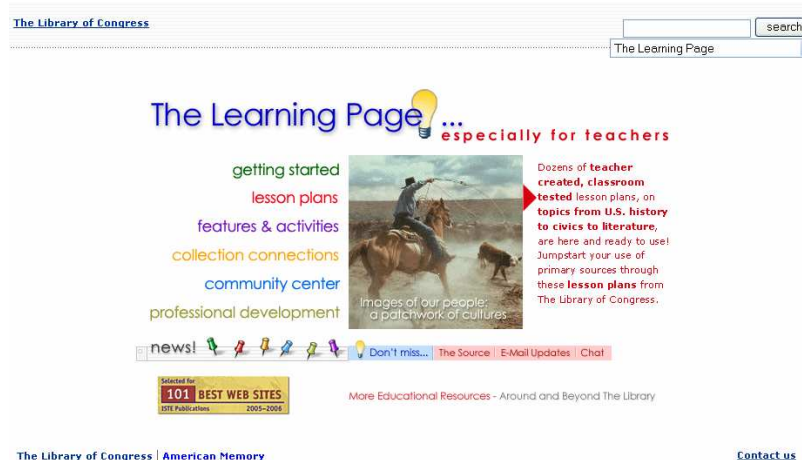 The Library of Congress
search
The Learning Page
The Learning Page...
especially for teachers
getting started
lesson plans
features & activities
collection connections
community center
professional development
Images of our people:
a patchwork of cultures
Dozens of teacher
created, classroom
tested lesson plans, on
topics from U.S. history
to civics to literature,
are here and ready to use!
Jumpstart your use of
primary sources through
these lesson plans from
The Library of Congress.
news!
Don't miss... The Source | E-Mail Updates | Chat
Selected for
101 BEST WEB SITES
ISTE Publications 2005-2006
More Educational Resources - Around and Beyond The Library
The Library of Congress | American Memory
Contact us